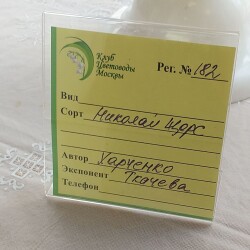 Клуб
Цветоводы
Москвы
Рег. № 182
Вид
Сорт Николай Щорс
Автор Харченко
Экспонент Ткачева
Телефон